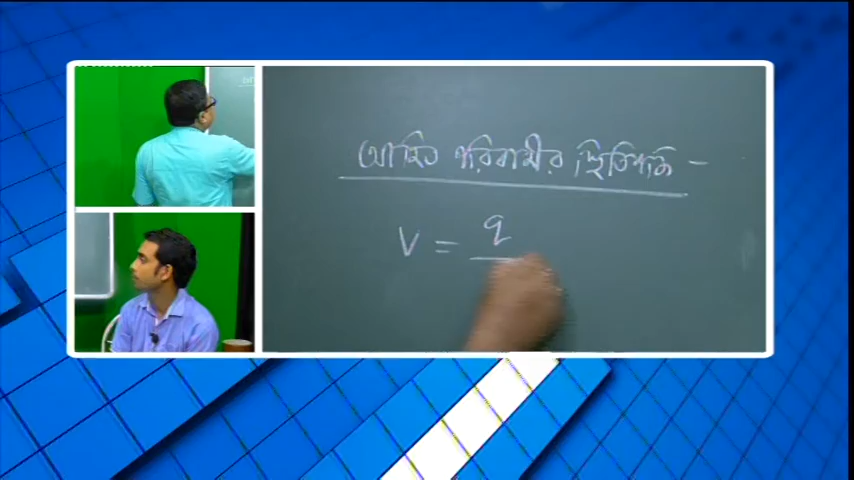 আহিত পরিবাহীর স্থিতিশক্তি –
V = q